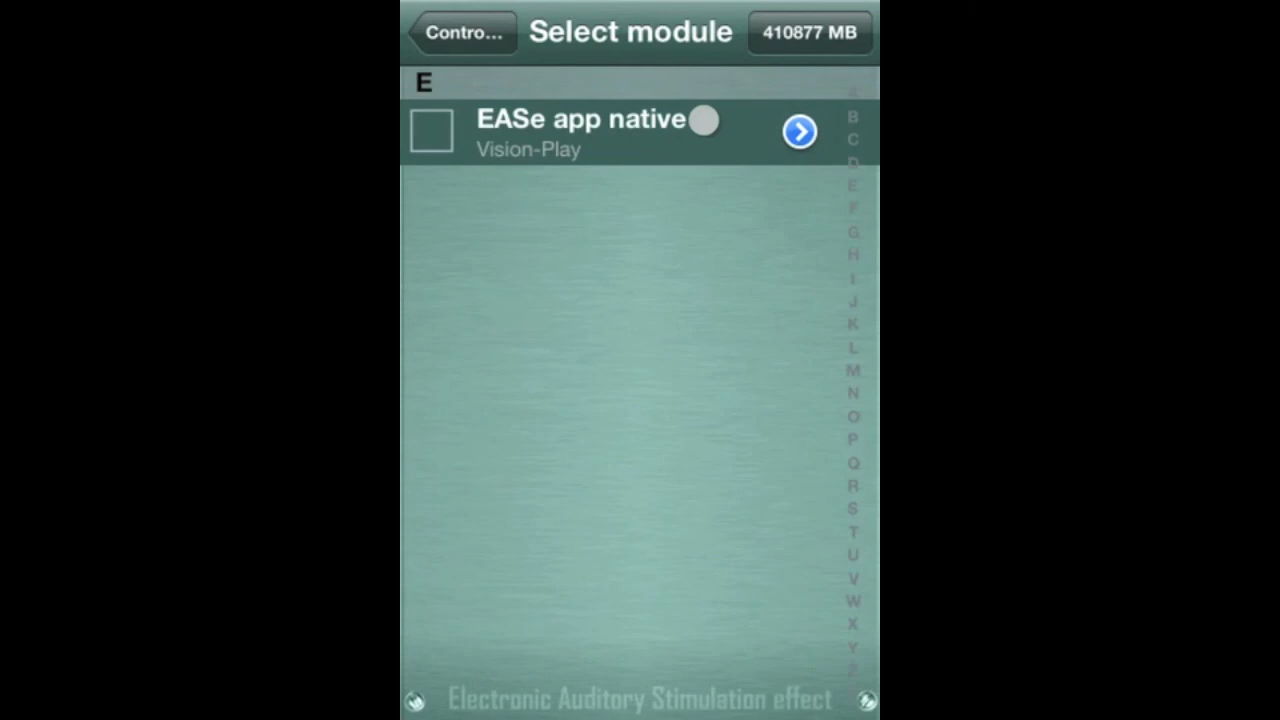 Contro...
Select module
410877 MB
E
EASe app native
Vision-Play
A
B
C
D
E
F
G
H
I
J
K
L
M
N
O
P
Q
R
S
T
U
V
W
X
Y
Z
Electronic Auditory Stimulation effect